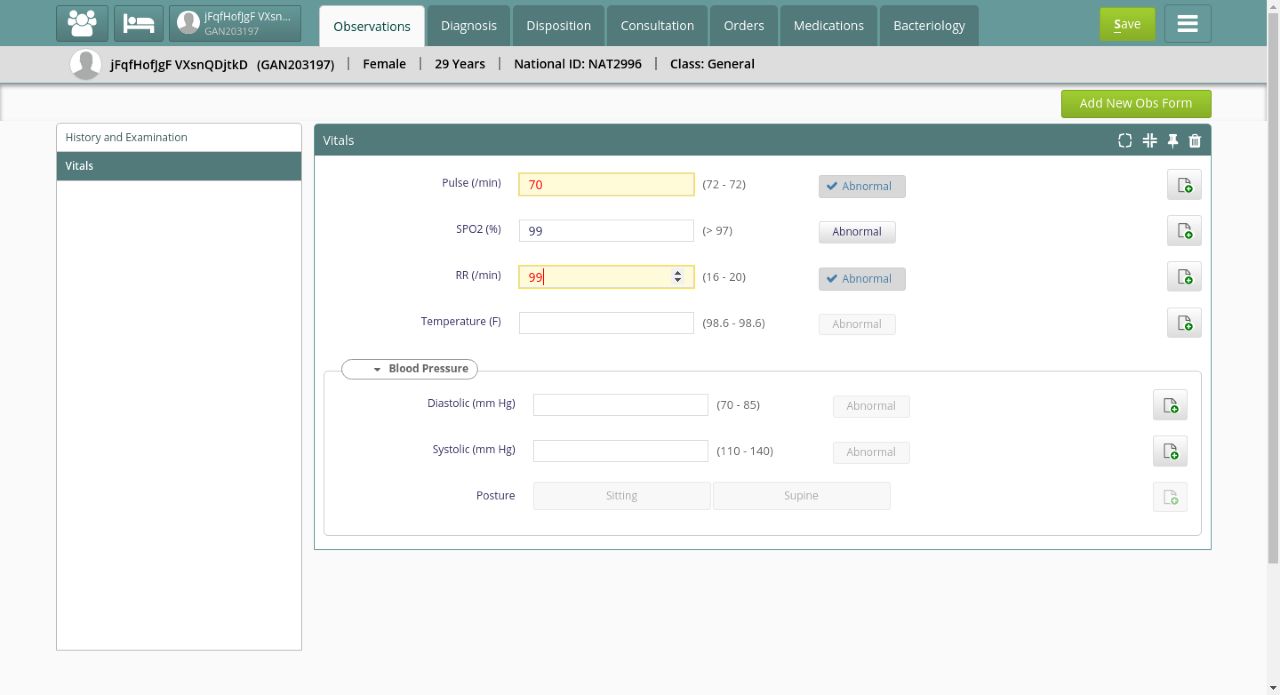 jFqfHofJgF VXsn...
GAN203197
Observations
Diagnosis
Disposition
Consultation
Orders
Medications
Bacteriology
Save
jFqfHofJgF VXsnQDjtkD (GAN203197) | Female | 29 Years | National ID: NAT2996 | Class: General
Add New Obs Form
History and Examination
Vitals
Vitals
Pulse (/min) 70 (72 - 72) Abnormal
SPO2 (%) 99 (> 97) Abnormal
RR (/min) 99 (16 - 20) Abnormal
Temperature (F) (98.6 - 98.6) Abnormal
Blood Pressure
Diastolic (mm Hg) (70 - 85) Abnormal
Systolic (mm Hg) (110 - 140) Abnormal
Posture Sitting Supine